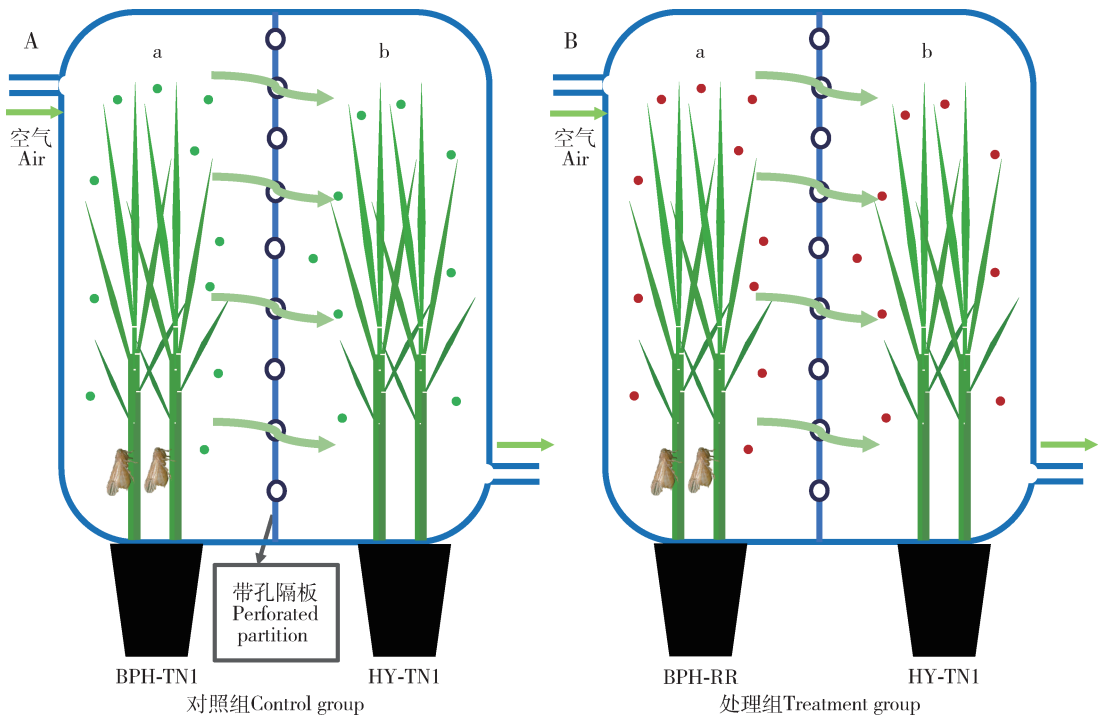 A
a
b
空气
Air
带孔隔板
Perforated
partition
BPH-TN1
HY-TN1
对照组Control group
B
a
b
空气
Air
BPH-RR
HY-TN1
处理组Treatment group